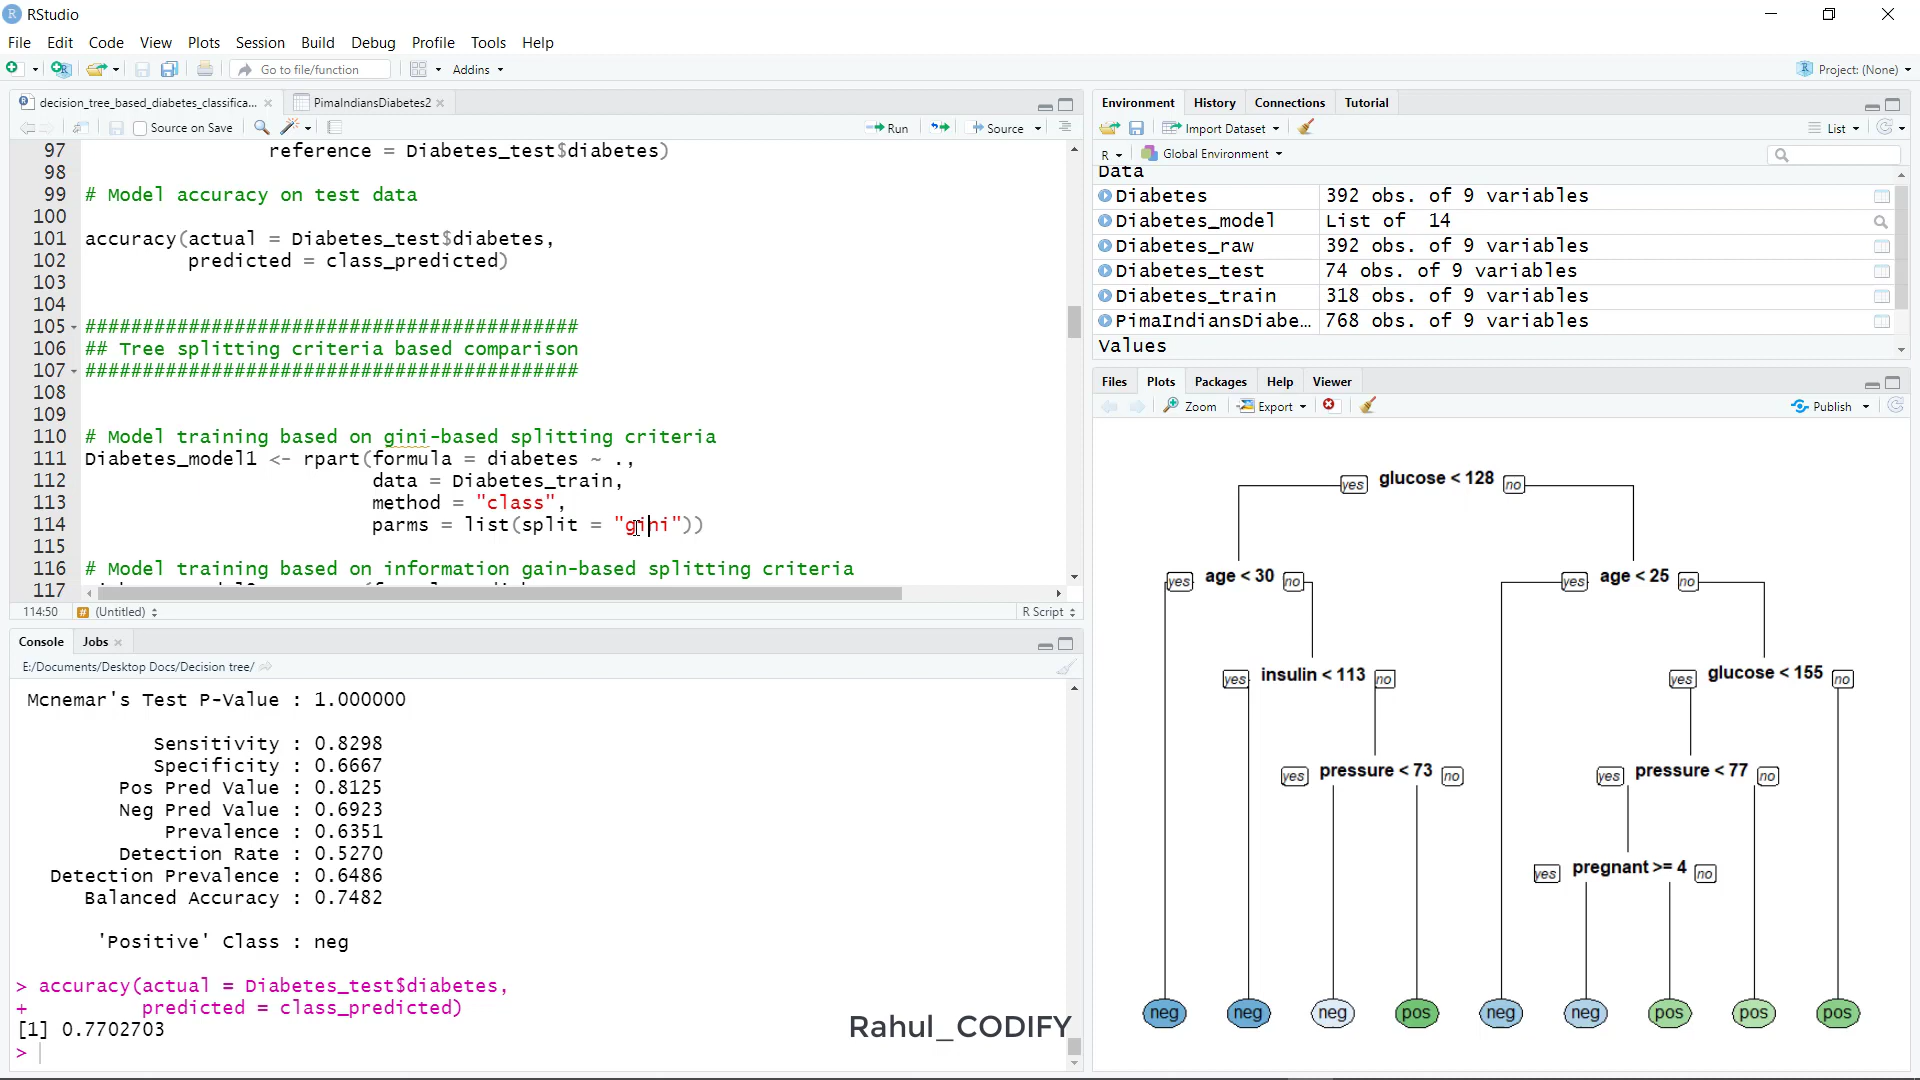 RStudio
File Edit Code View Plots Session Build Debug Profile Tools Help
Go to file/function Addins Project: (None)
decision_tree_based_diabetes_classifica... PimaIndiansDiabetes2
Source on Save Run Source
97 reference = Diabetes_test$diabetes)
98
99 # Model accuracy on test data
100
101 accuracy(actual = Diabetes_test$diabetes,
102 predicted = class_predicted)
103
104
105 ###########################################
106 ## Tree splitting criteria based comparison
107 ###########################################
108
109
110 # Model training based on gini-based splitting criteria
111 Diabetes_model1 <- rpart(formula = diabetes ~ .,
112 data = Diabetes_train,
113 method = "class",
114 parms = list(split = "gini"))
115
116 # Model training based on information gain-based splitting criteria
117
114:50 # (Untitled) R Script
Console Jobs
E:/Documents/Desktop Docs/Decision tree/
Mcnemar's Test P-Value : 1.000000
Sensitivity : 0.8298
Specificity : 0.6667
Pos Pred Value : 0.8125
Neg Pred Value : 0.6923
Prevalence : 0.6351
Detection Rate : 0.5270
Detection Prevalence : 0.6486
Balanced Accuracy : 0.7482
'Positive' Class : neg
> accuracy(actual = Diabetes_test$diabetes,
+ predicted = class_predicted)
[1] 0.7702703
>
Rahul_CODIFY
Environment History Connections Tutorial
Import Dataset List
R Global Environment
Data
Diabetes 392 obs. of 9 variables
Diabetes_model List of 14
Diabetes_raw 392 obs. of 9 variables
Diabetes_test 74 obs. of 9 variables
Diabetes_train 318 obs. of 9 variables
PimaIndiansDiabe... 768 obs. of 9 variables
Values
Files Plots Packages Help Viewer
Zoom Export Publish
yes glucose < 128 no
yes age < 30 no yes age < 25 no
yes insulin < 113 no yes glucose < 155 no
yes pressure < 73 no yes pressure < 77 no
yes pregnant >= 4 no
neg neg neg pos neg neg pos pos pos